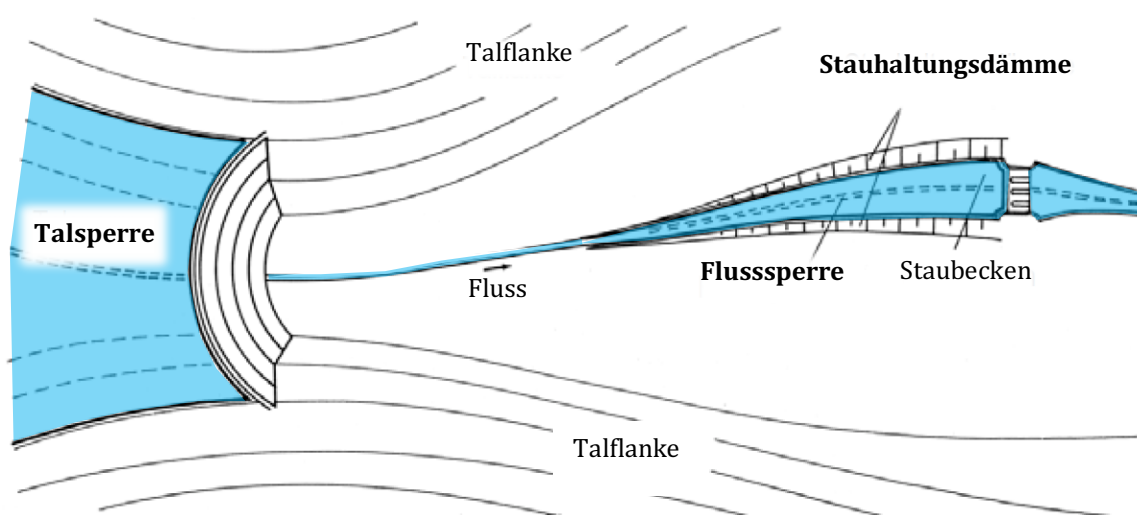 Talflanke
Stauhaltungsdämme
Talsperre
Flusssperre
Staubecken
Fluss
Talflanke